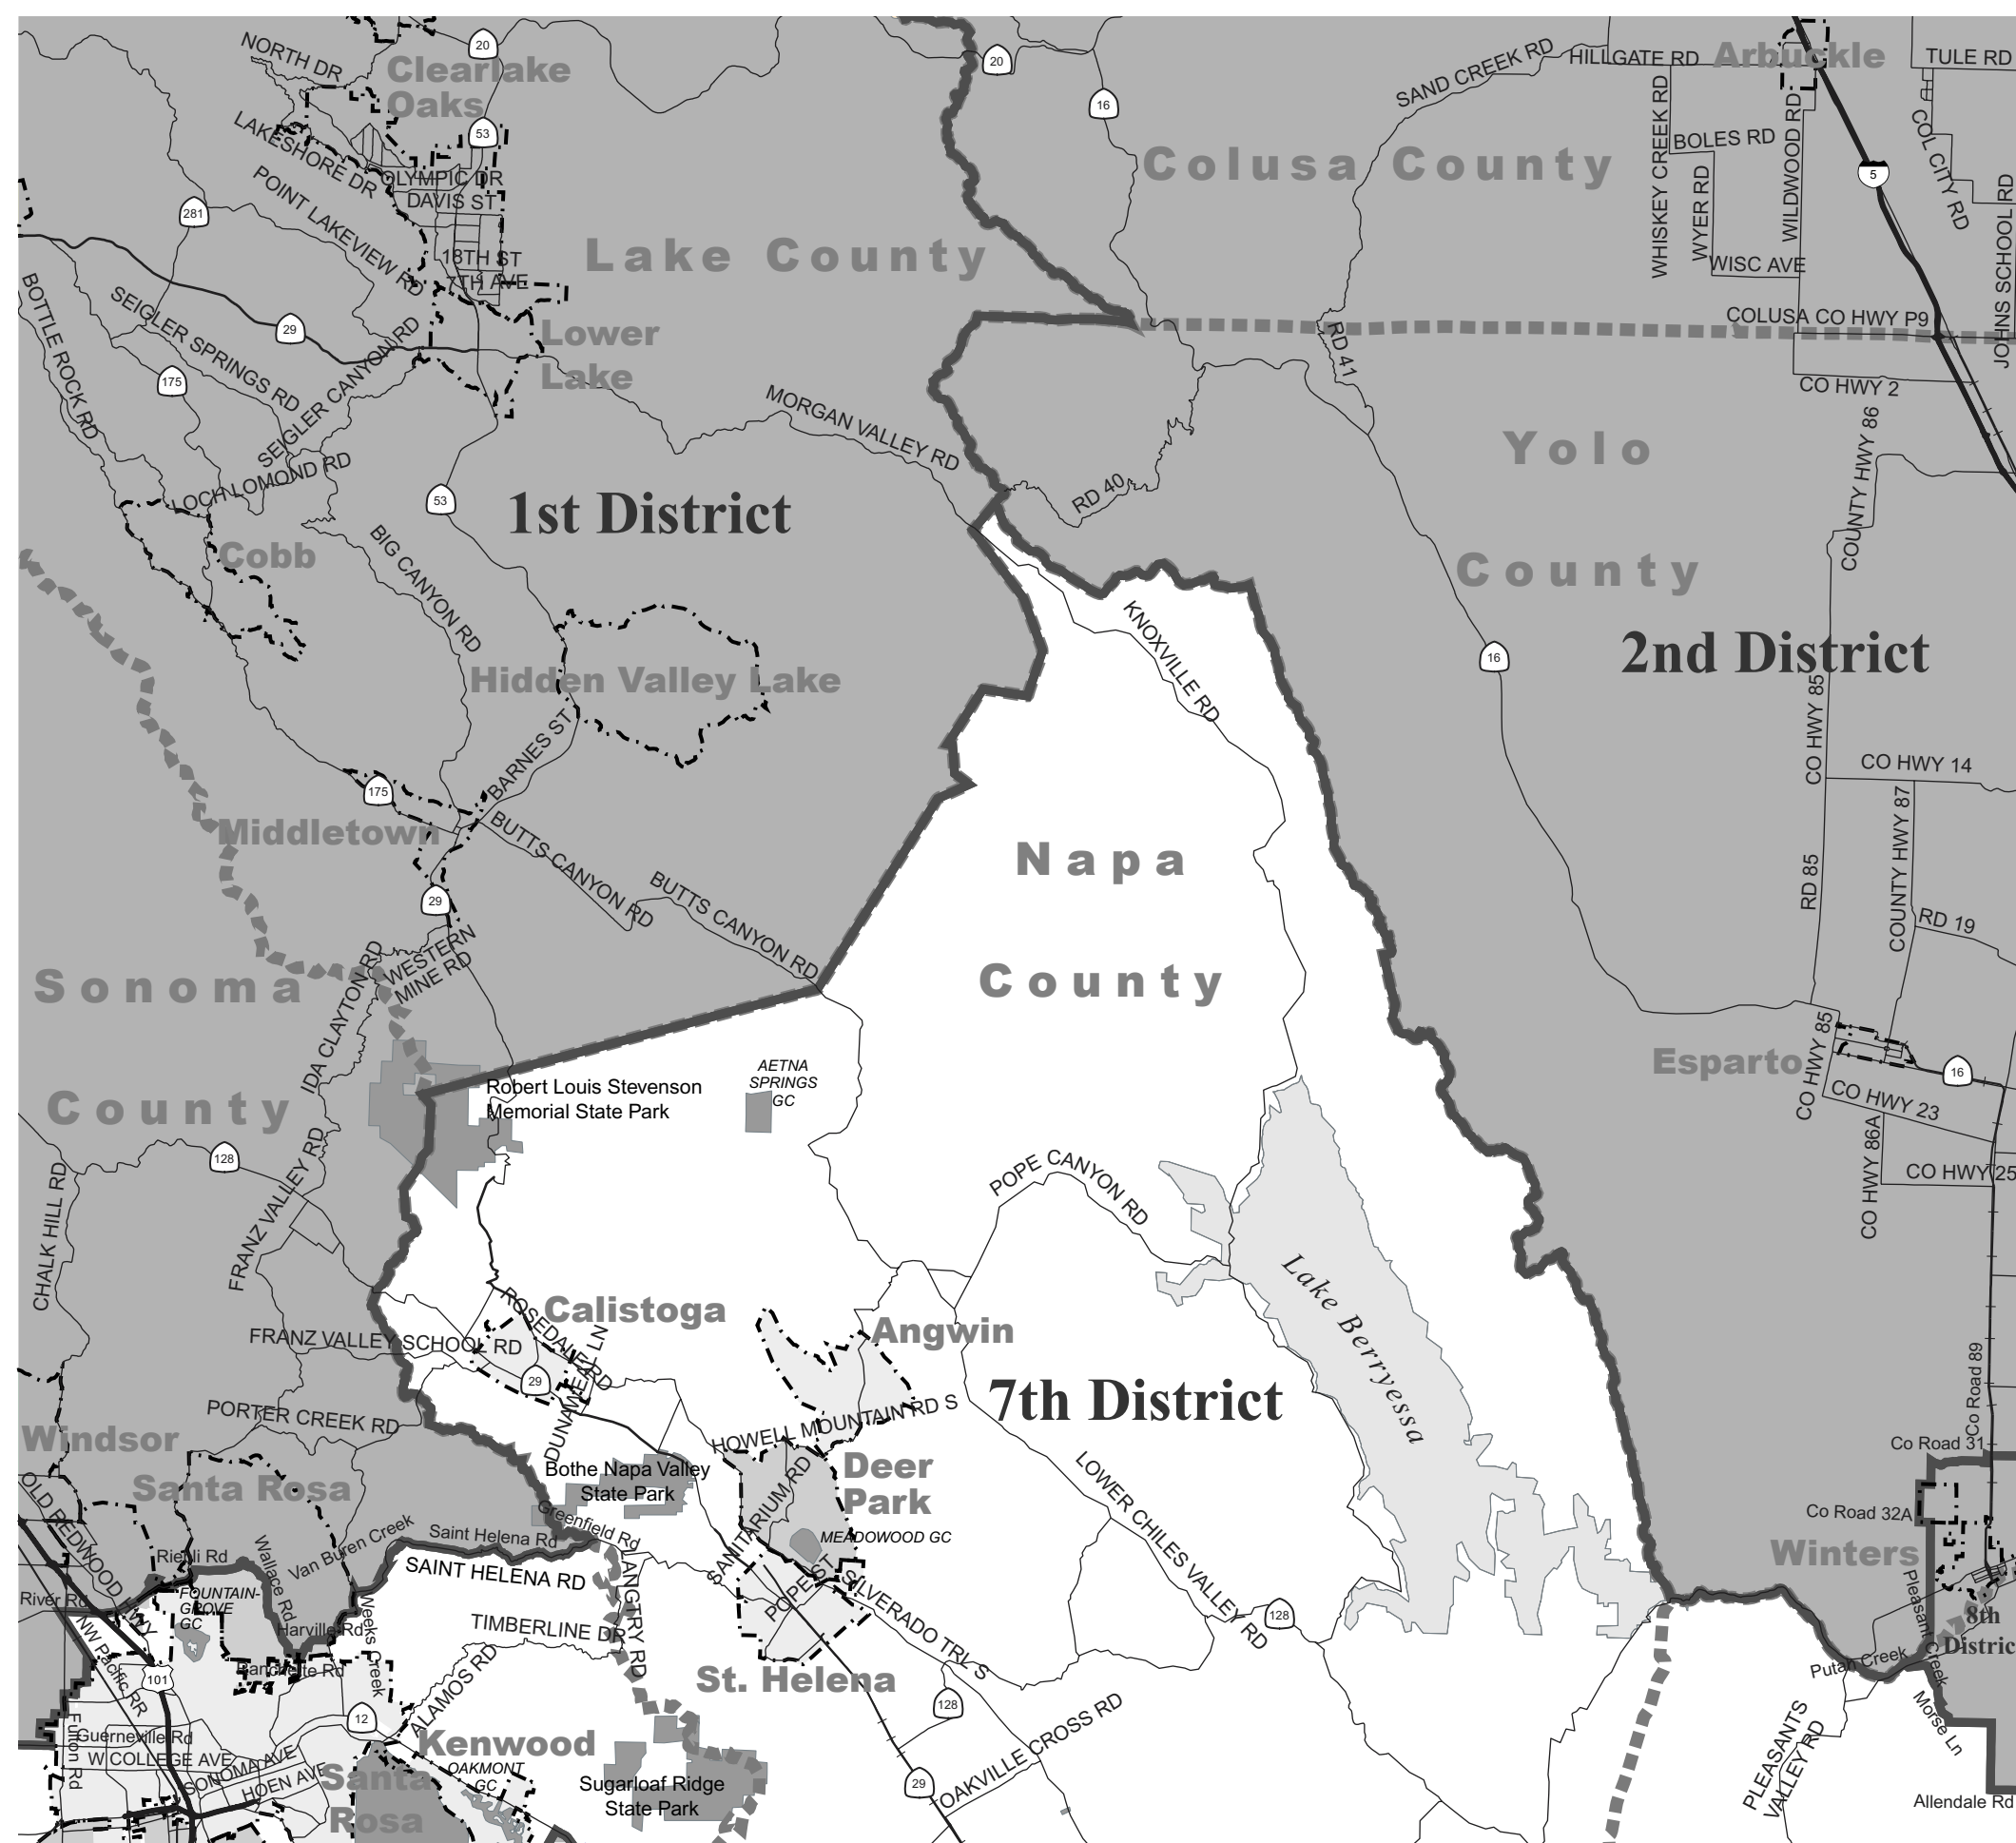 NORTH DR
20
Clearlake
Oaks
20
16
SAND CREEK RD
HILLGATE RD
Arbuckle
TULE RD
53
LAKESHORE DR
OLYMPIC DR
DAVIS ST
POINT LAKEVIEW RD
281
18TH ST
7TH AVE
Lake County
Colusa County
WHISKEY CREEK RD
BOLES RD
WYER RD
WILDWOOD RD
WISC AVE
5
COL CITY RD
JOHNS SCHOOL RD
COLUSA CO HWY P9
BOTTLE ROCK RD
SEIGLER SPRINGS RD
29
175
SEIGLER CANYON RD
Lower
Lake
MORGAN VALLEY RD
RD 41
CO HWY 2
COUNTY HWY 86
Yolo
County
LOCH LOMOND RD
53
1st District
RD 40
Cobb
BIG CANYON RD
KNOXVILLE RD
Hidden Valley Lake
16
2nd District
CO HWY 85
BARNES ST
175
Middletown
BUTTS CANYON RD
BUTTS CANYON RD
29
CO HWY 14
COUNTY HWY 87
RD 85
RD 19
Napa
County
WESTERN
MINE RD
Sonoma
County
IDA CLAYTON RD
Robert Louis Stevenson
Memorial State Park
AETNA
SPRINGS
GC
Esparto
CO HWY 85
16
CO HWY 23
CO HWY 86A
CO HWY 25
128
CHALK HILL RD
FRANZ VALLEY RD
POPE CANYON RD
Lake Berryessa
ROSEDALE RD
Calistoga
FRANZ VALLEY SCHOOL RD
29
DUNAWEAL LN
Angwin
7th District
HOWELL MOUNTAIN RD S
PORTER CREEK RD
Windsor
Santa Rosa
Bothe Napa Valley
State Park
Deer
Park
MEADOWOOD GC
SANITARIUM RD
LOWER CHILES VALLEY RD
Co Road 89
Co Road 31
Co Road 32A
Winters
OLD REDWOOD HWY
Riebli Rd
Wallace Rd
Van Buren Creek
Saint Helena Rd
Greenfield Rd
SAINT HELENA RD
River Rd
FOUNTAIN-
GROVE
GC
Harville Rd
Weeks Creek
TIMBERLINE DR
LANGTRY RD
POPE ST
SILVERADO TRL S
128
Pleasants Creek
8th
Distric
Putah Creek
NW Pacific RR
101
Ranchette Rd
St. Helena
128
12
ALAMOS RD
Kenwood
Fulton Rd
Guerneville Rd
W COLLEGE AVE
SONOMA AVE
HOEN AVE
Santa
Rosa
OAKMONT
GC
Sugarloaf Ridge
State Park
29
OAKVILLE CROSS RD
PLEASANTS
VALLEY RD
Morse Ln
Allendale Rd